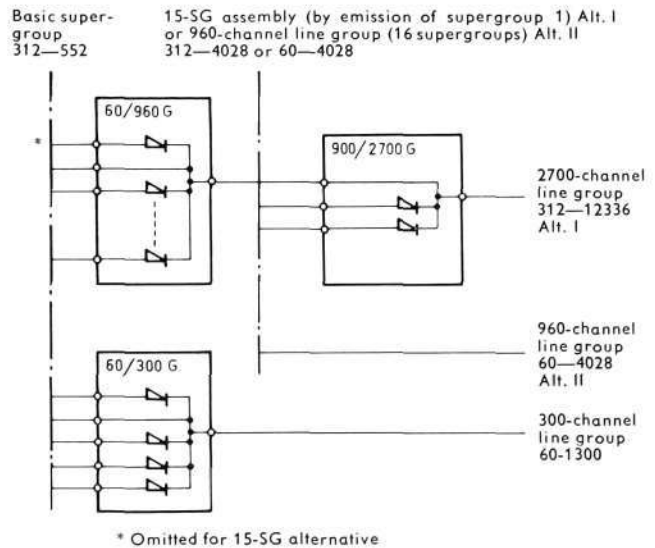 Basic super-
group
312—552
15-SG assembly (by emission of supergroup 1) Alt. I
or 960-channel line group (16 supergroups) Alt. II
312—4028 or 60—4028
60/960 G
*
900/2700 G
2700-channel
line group
312—12336
Alt. I
960-channel
line group
60—4028
Alt. II
60/300 G
300-channel
line group
60-1300
* Omitted for 15-SG alternative